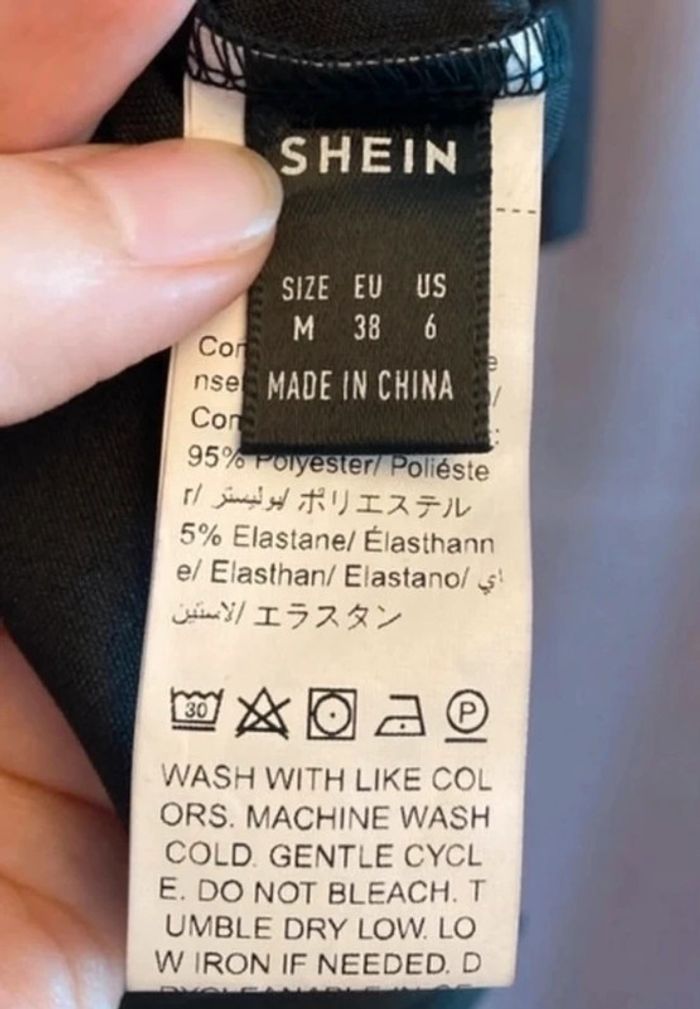 SHEIN
SIZE EU US
M 38 6
MADE IN CHINA
95% Polyester/ Poliéste
r/ بوليستر/ ポリエステル
5% Elastane/ Élasthann
e/ Elasthan/ Elastano/ اي
لاستين/ エラスタン
30
P
WASH WITH LIKE COL
ORS. MACHINE WASH
COLD. GENTLE CYCL
E. DO NOT BLEACH. T
UMBLE DRY LOW. LO
W IRON IF NEEDED. D